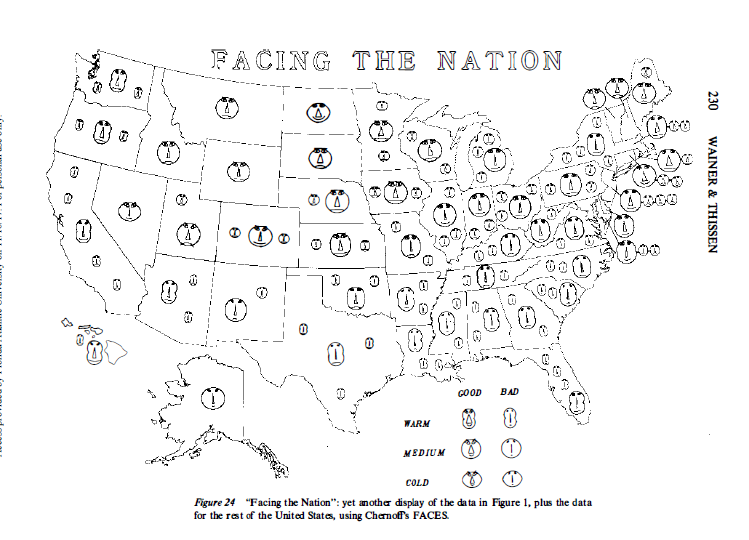 FACING THE NATION
230 WAINER & THISSEN
GOOD BAD
WARM
MEDIUM
COLD
Figure 24 "Facing the Nation": yet another display of the data in Figure 1, plus the data
for the rest of the United States, using Chernoff's FACES.